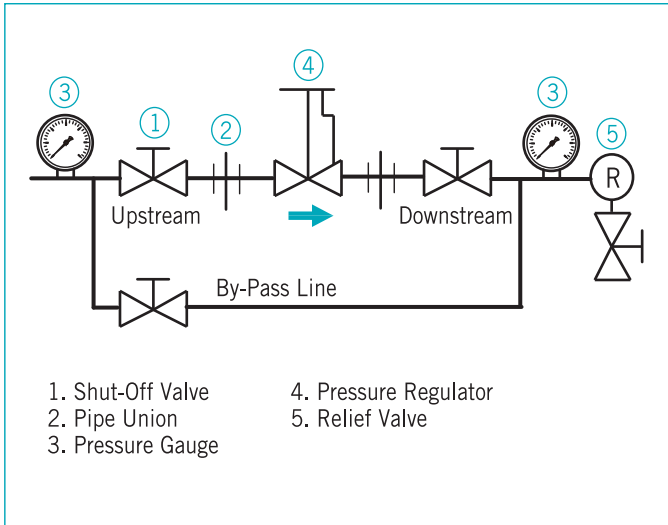 3
4
3
1
2
5
R
Upstream
Downstream
By-Pass Line
1. Shut-Off Valve
2. Pipe Union
3. Pressure Gauge
4. Pressure Regulator
5. Relief Valve